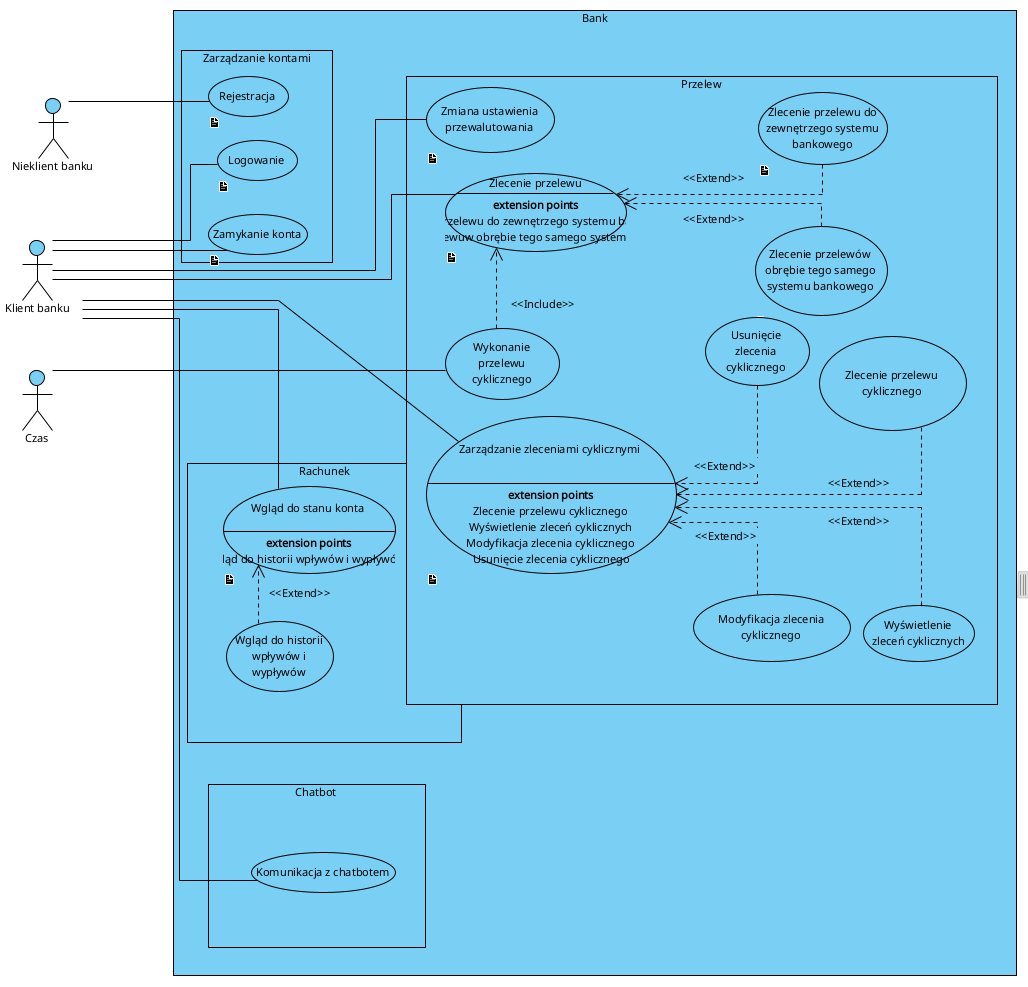 Bank
Zarządzanie kontami
Rejestracja
Logowanie
Zamykanie konta
Nieklient banku
Klient banku
Czas
Przelew
Zmiana ustawienia
przewalutowania
Zlecenie przelewu do
zewnętrzego systemu
bankowego
<<Extend>>
Zlecenie przelewu
extension points
rzelewu do zewnętrzego systemu b
ewuw obrębie tego samego system
<<Extend>>
Zlecenie przelewów
obrębie tego samego
systemu bankowego
<<Include>>
Wykonanie
przelewu
cyklicznego
Usunięcie
zlecenia
cyklicznego
Zlecenie przelewu
cyklicznego
Zarządzanie zleceniami cyklicznymi
extension points
Zlecenie przelewu cyklicznego
Wyświetlenie zleceń cyklicznych
Modyfikacja zlecenia cyklicznego
Usunięcie zlecenia cyklicznego
<<Extend>>
<<Extend>>
<<Extend>>
<<Extend>>
Modyfikacja zlecenia
cyklicznego
Wyświetlenie
zleceń cyklicznych
Rachunek
Wgląd do stanu konta
extension points
ląd do historii wpływów i wypływó
<<Extend>>
Wgląd do historii
wpływów i
wypływów
Chatbot
Komunikacja z chatbotem